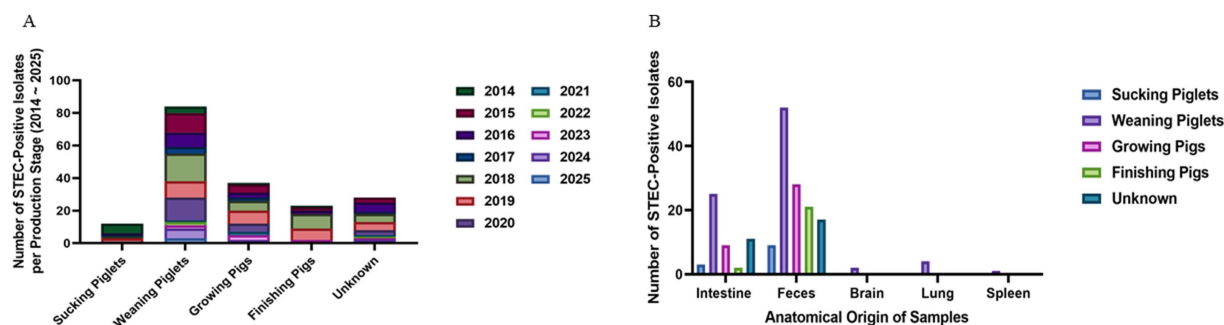 A
Number of STEC-Positive Isolates
per Production Stage (2014 ~ 2025)
100
80
60
40
20
0
Sucking Piglets
Weaning Piglets
Growing Pigs
Finishing Pigs
Unknown
2014
2015
2016
2017
2018
2019
2020
2021
2022
2023
2024
2025
B
Number of STEC-Positive Isolates
60
40
20
0
Intestine
Feces
Brain
Lung
Spleen
Anatomical Origin of Samples
Sucking Piglets
Weaning Piglets
Growing Pigs
Finishing Pigs
Unknown